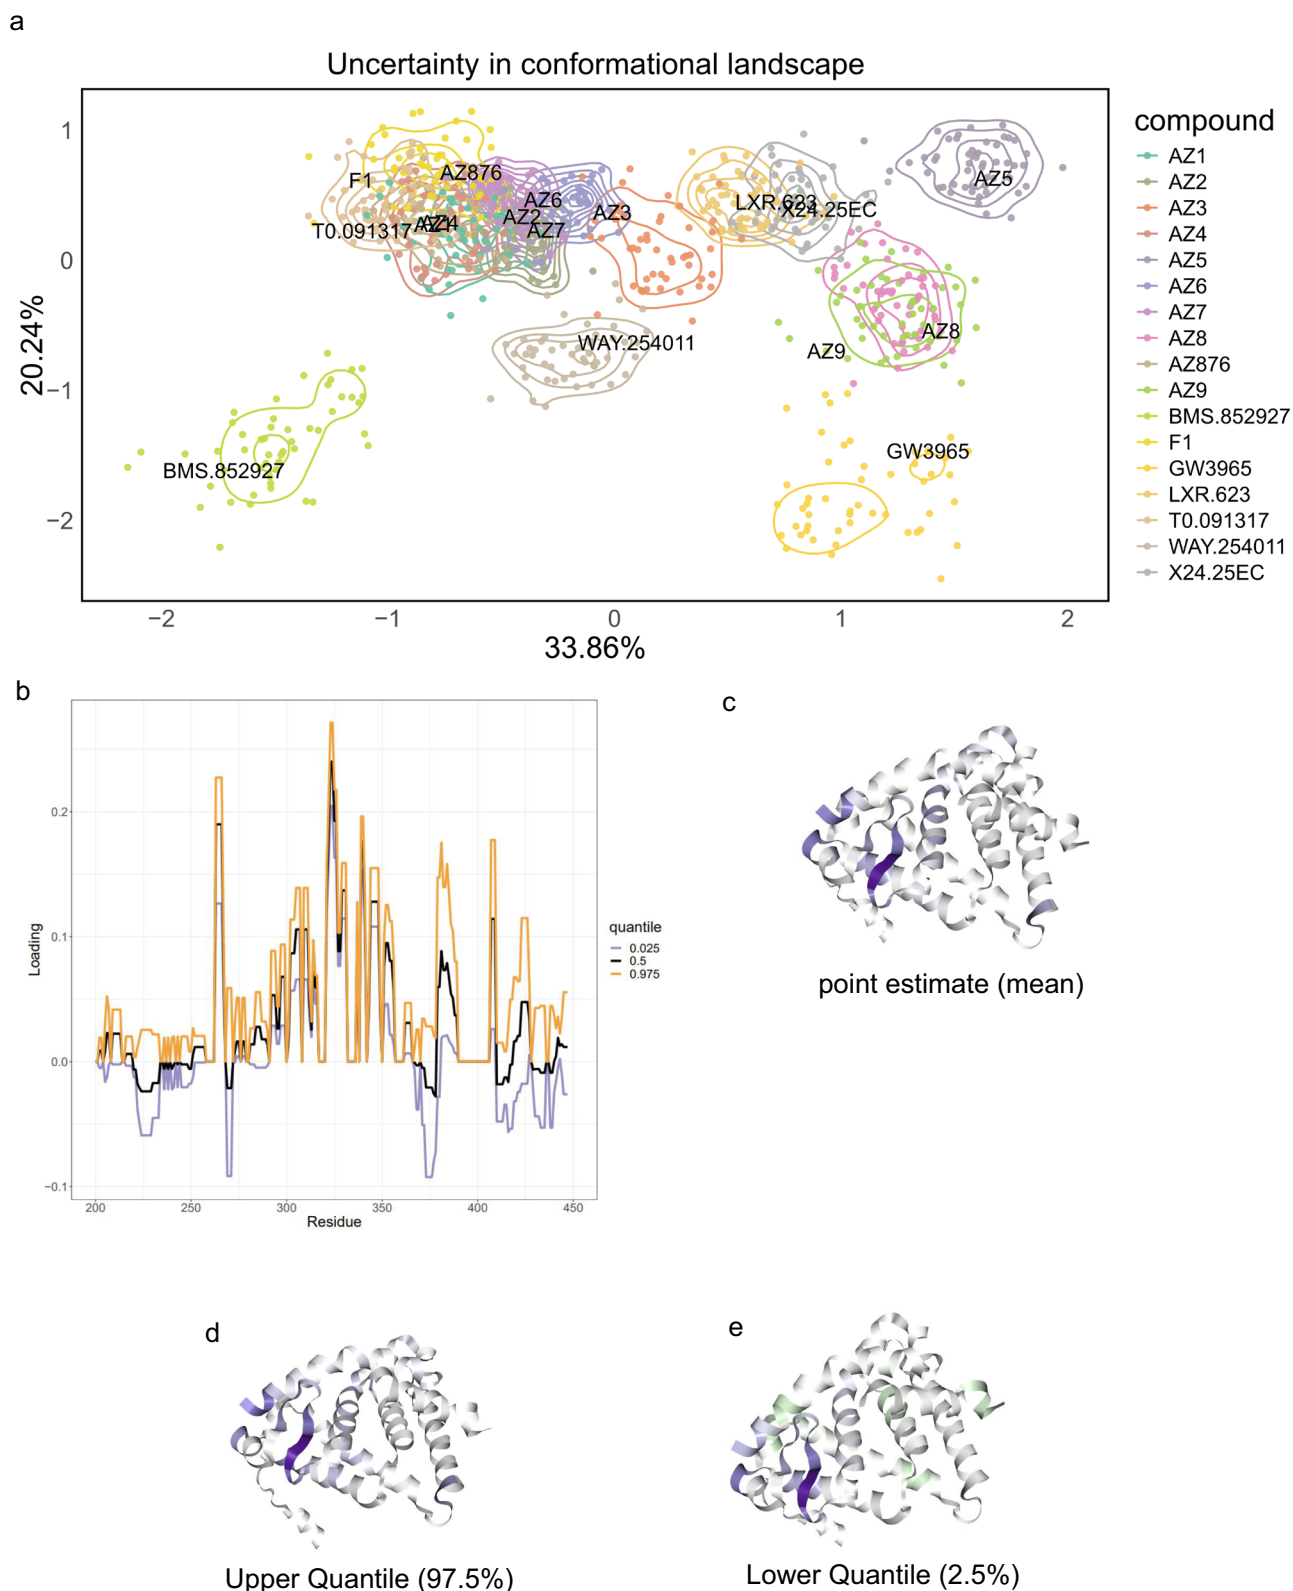 a
Uncertainty in conformational landscape
1
0
−1
−2
20.24%
F1
AZ876
T0.091317
AZ4
AZ6
AZ2
AZ7
AZ3
LXR.623
X24.25EC
AZ5
AZ8
AZ9
WAY.254011
BMS.852927
GW3965
−2
−1
0
1
2
33.86%
compound
AZ1
AZ2
AZ3
AZ4
AZ5
AZ6
AZ7
AZ8
AZ876
AZ9
BMS.852927
F1
GW3965
LXR.623
T0.091317
WAY.254011
X24.25EC
b
Loading
0.2
0.1
0.0
−0.1
200
250
300
350
400
450
Residue
quantile
0.025
0.5
0.975
c
point estimate (mean)
d
Upper Quantile (97.5%)
e
Lower Quantile (2.5%)